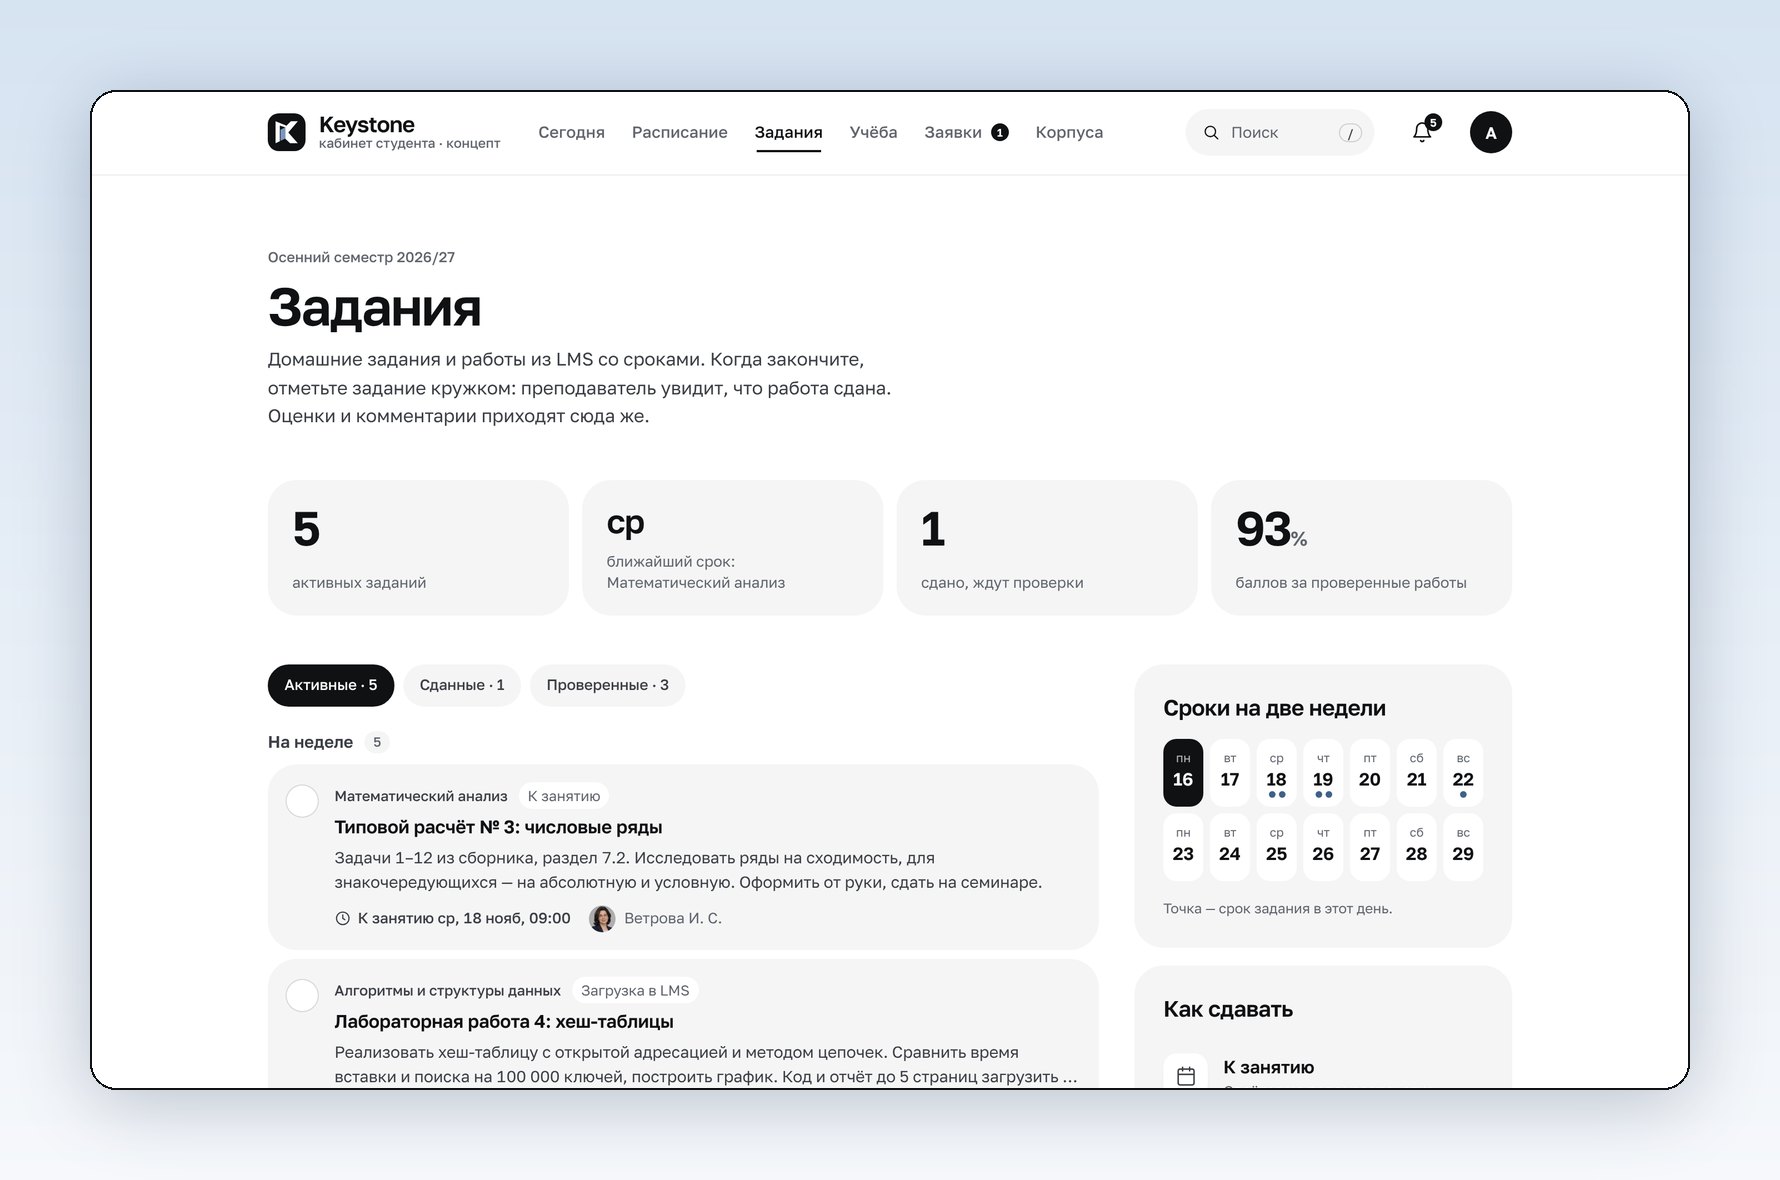 Keystone
кабинет студента · концепт
Сегодня
Расписание
Задания
Учёба
Заявки 1
Корпуса
Поиск /
5
A
Осенний семестр 2026/27
Задания
Домашние задания и работы из LMS со сроками. Когда закончите,
отметьте задание кружком: преподаватель увидит, что работа сдана.
Оценки и комментарии приходят сюда же.
5
активных заданий
ср
ближайший срок:
Математический анализ
1
сдано, ждут проверки
93%
баллов за проверенные работы
Активные · 5
Сданные · 1
Проверенные · 3
На неделе 5
Математический анализ К занятию
Типовой расчёт № 3: числовые ряды
Задачи 1–12 из сборника, раздел 7.2. Исследовать ряды на сходимость, для
знакочередующихся — на абсолютную и условную. Оформить от руки, сдать на семинаре.
К занятию ср, 18 нояб, 09:00 Ветрова И. С.
Алгоритмы и структуры данных Загрузка в LMS
Лабораторная работа 4: хеш-таблицы
Реализовать хеш-таблицу с открытой адресацией и методом цепочек. Сравнить время
вставки и поиска на 100 000 ключей, построить график. Код и отчёт до 5 страниц загрузить ...
Сроки на две недели
пн вт ср чт пт сб вс
16 17 18 19 20 21 22
пн вт ср чт пт сб вс
23 24 25 26 27 28 29
Точка — срок задания в этот день.
Как сдавать
К занятию